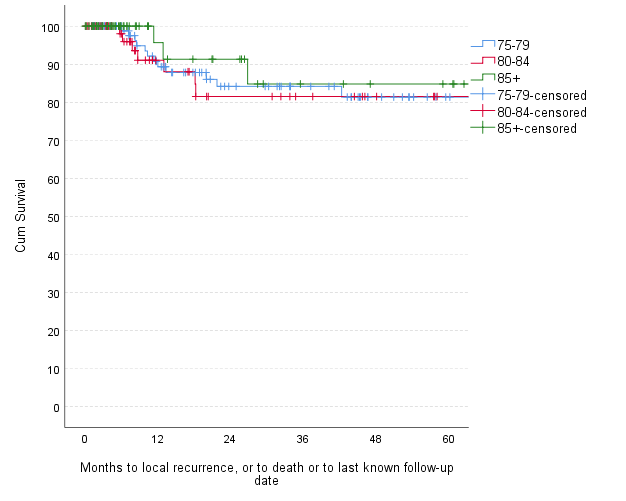 100
90
80
70
60
50
40
30
20
10
0
Cum Survival
0 12 24 36 48 60
Months to local recurrence, or to death or to last known follow-up
date
75-79
80-84
85+
75-79-censored
80-84-censored
85+-censored